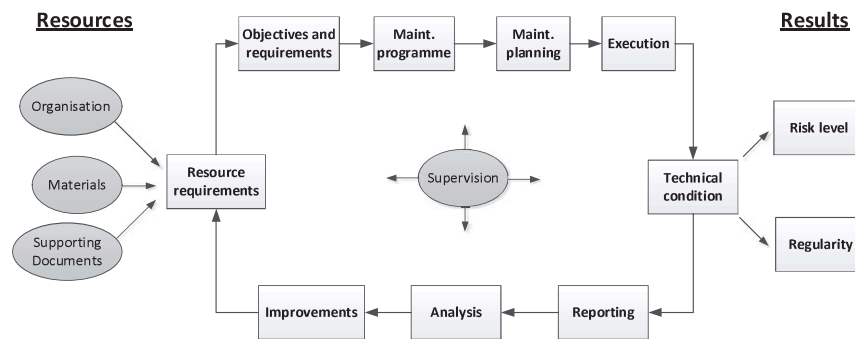 Resources
Results
Objectives and
requirements
Maint.
programme
Maint.
planning
Execution
Organisation
Materials
Supporting
Documents
Resource
requirements
Supervision
Technical
condition
Risk level
Regularity
Improvements
Analysis
Reporting